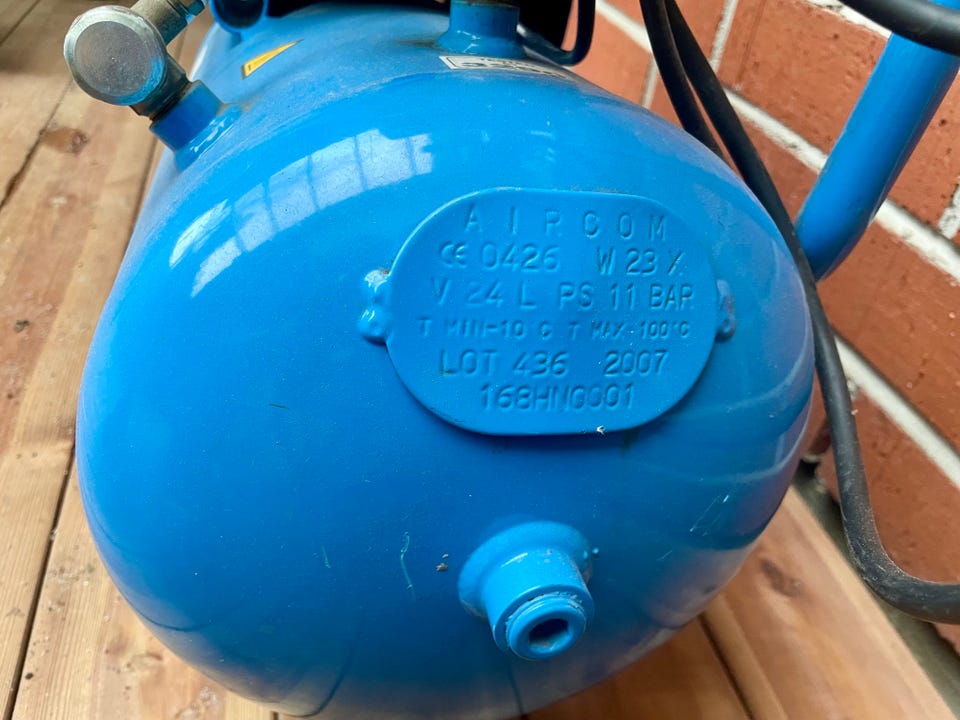 AIRCOM
CE 0426 W 23 X
V 24 L PS 11 BAR
T MIN-10 C T MAX 100°C
LOT 436 2007
168HN0001